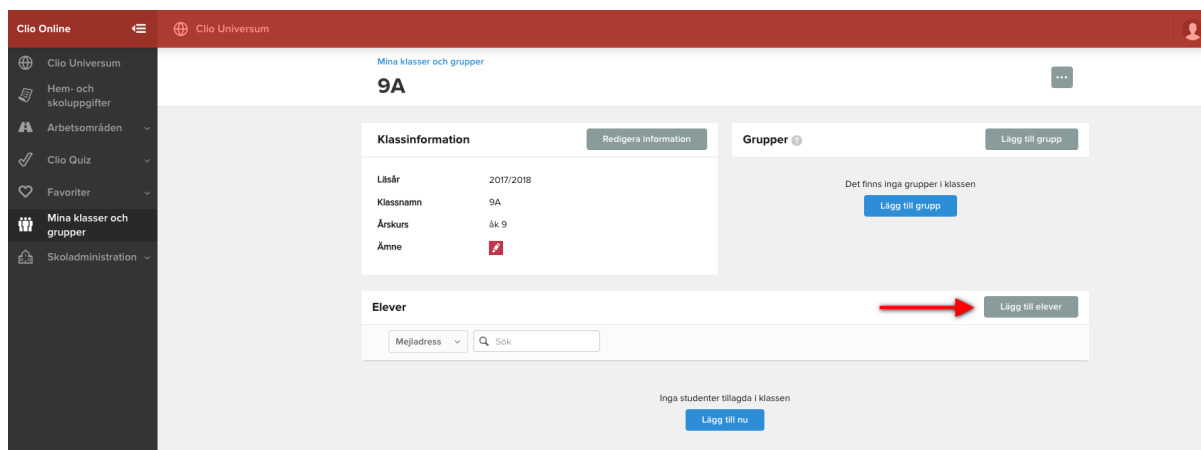 Clio Online
Clio Universum
Clio Universum
Hem- och
skoluppgifter
Arbetsområden
Clio Quiz
Favoriter
Mina klasser och
grupper
Skoladministration
Mina klasser och grupper
9A
...
Klassinformation
Redigera information
Läsår 2017/2018
Klassnamn 9A
Årskurs åk 9
Ämne
Grupper ?
Lägg till grupp
Det finns inga grupper i klassen
Lägg till grupp
Elever
Lägg till elever
Mejladress
Sök
Inga studenter tillagda i klassen
Lägg till nu